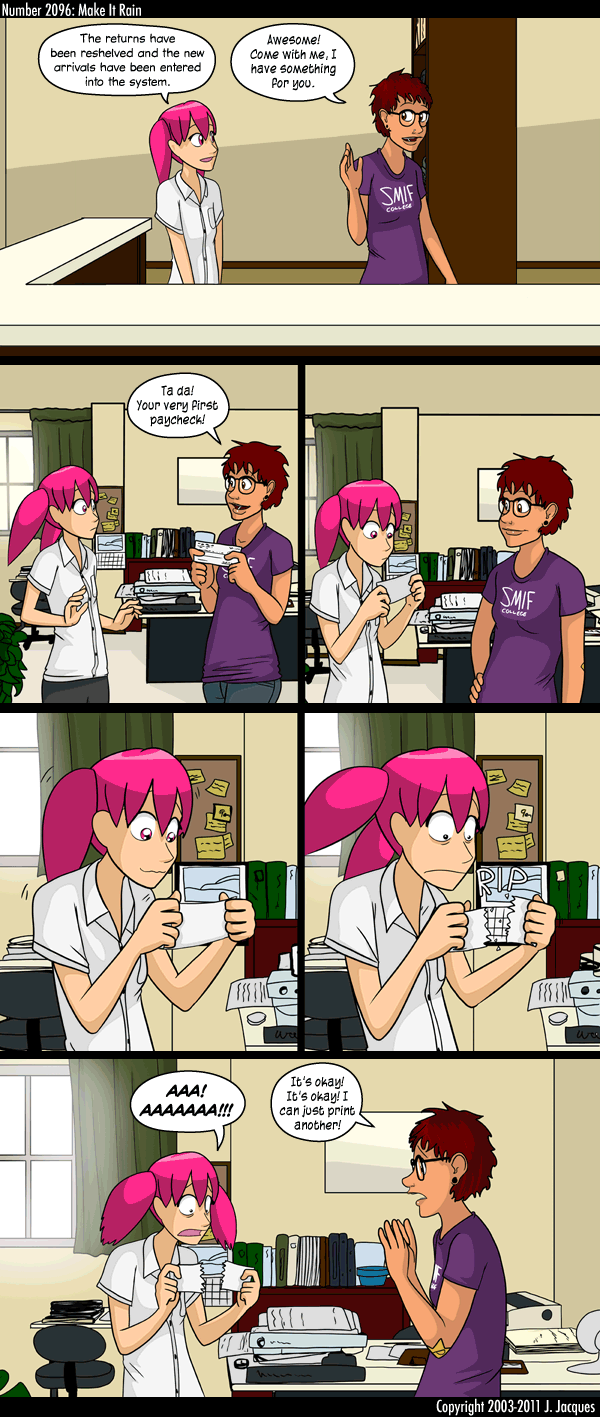 Number 2096: Make It Rain
The returns have
been reshelved and the new
arrivals have been entered
into the system.
Awesome!
Come with me, I
have something
for you.
SMIF
COLLEGE
Ta da!
Your very first
paycheck!
SMIF
COLLEGE
RIP
AAA!
AAAAAAA!!!
It's okay!
It's okay! I
can just print
another!
Copyright 2003-2011 J. Jacques